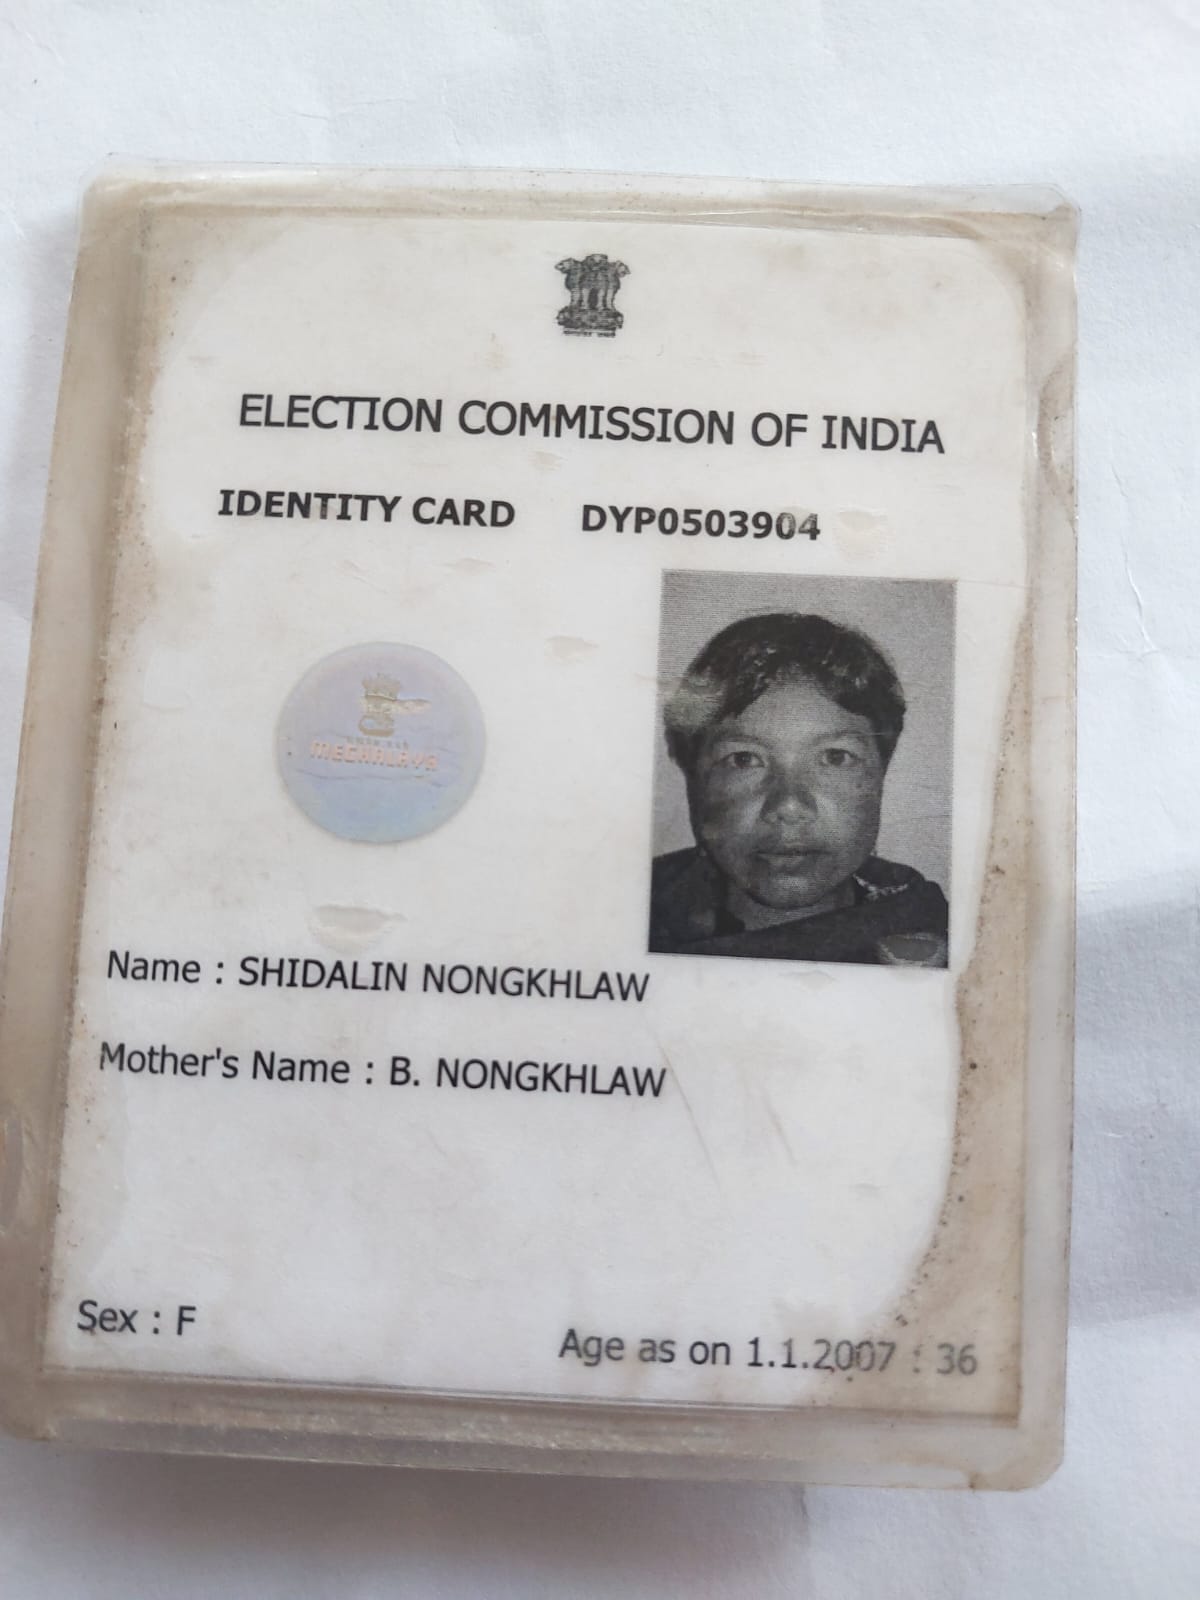 ELECTION COMMISSION OF INDIA
IDENTITY CARD DYP0503904
MEGHALAYA
Name : SHIDALIN NONGKHLAW
Mother's Name : B. NONGKHLAW
Sex : F
Age as on 1.1.2007 : 36